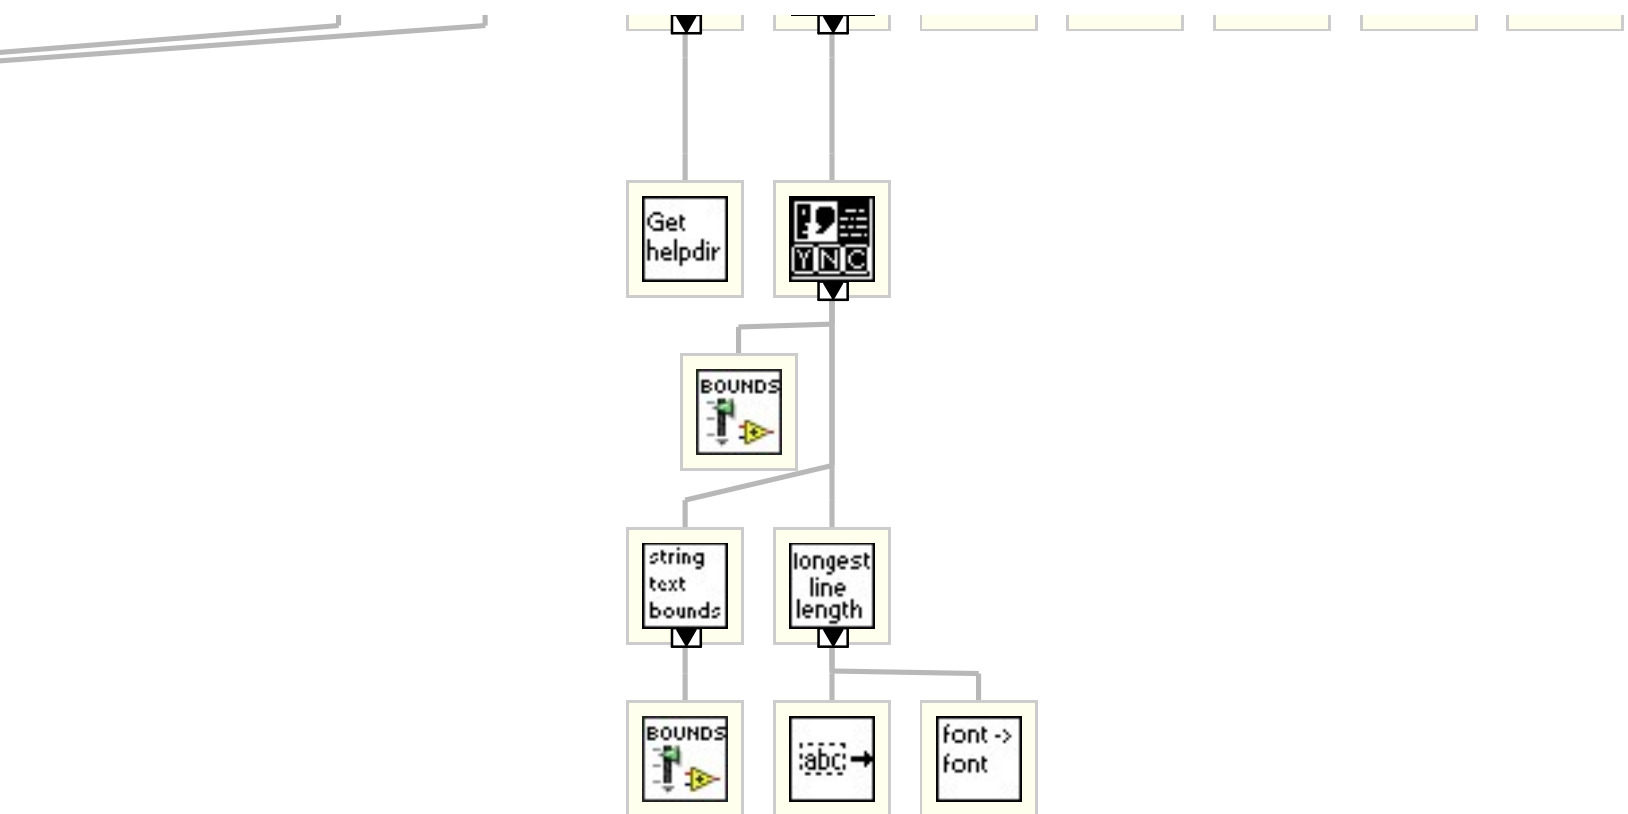 Get
helpdir
Y N C
BOUNDS
string
text
bounds
longest
line
length
BOUNDS
abc
font ->
font